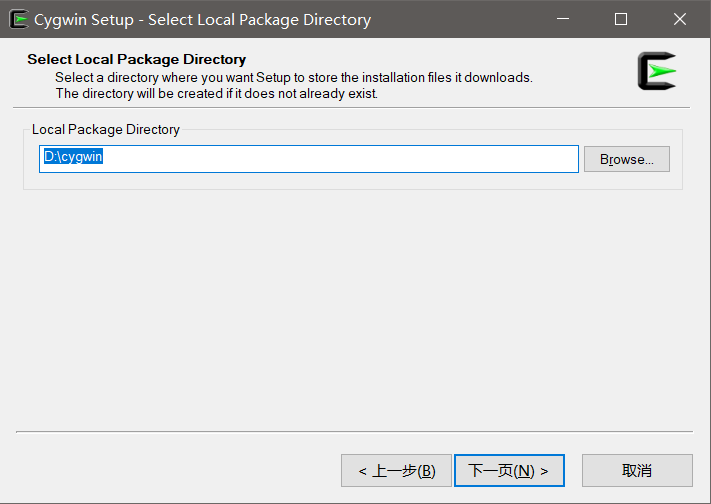 Cygwin Setup - Select Local Package Directory
Select Local Package Directory
Select a directory where you want Setup to store the installation files it downloads.
The directory will be created if it does not already exist.
Local Package Directory
D:\cygwin
Browse...
< 上一步(B)
下一页(N) >
取消